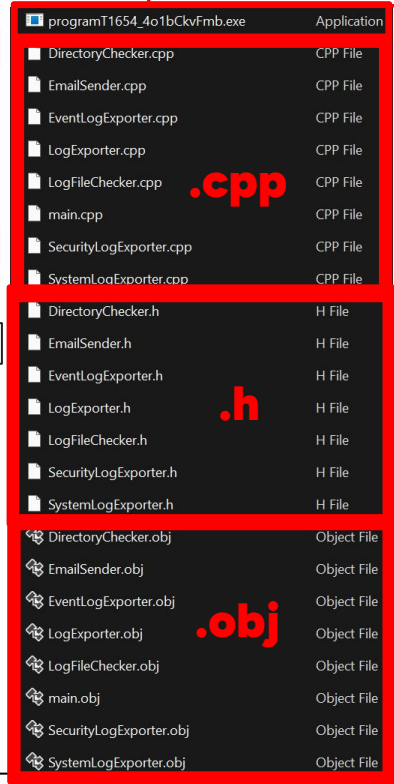 programT1654_4o1bCkvFmb.exe Application
DirectoryChecker.cpp CPP File
EmailSender.cpp CPP File
EventLogExporter.cpp CPP File
LogExporter.cpp CPP File
LogFileChecker.cpp CPP File
.cpp
main.cpp CPP File
SecurityLogExporter.cpp CPP File
SystemLogExporter.cpp CPP File
DirectoryChecker.h H File
EmailSender.h H File
EventLogExporter.h H File
LogExporter.h H File
.h
LogFileChecker.h H File
SecurityLogExporter.h H File
SystemLogExporter.h H File
DirectoryChecker.obj Object File
EmailSender.obj Object File
EventLogExporter.obj Object File
LogExporter.obj Object File
.obj
LogFileChecker.obj Object File
main.obj Object File
SecurityLogExporter.obj Object File
SystemLogExporter.obj Object File